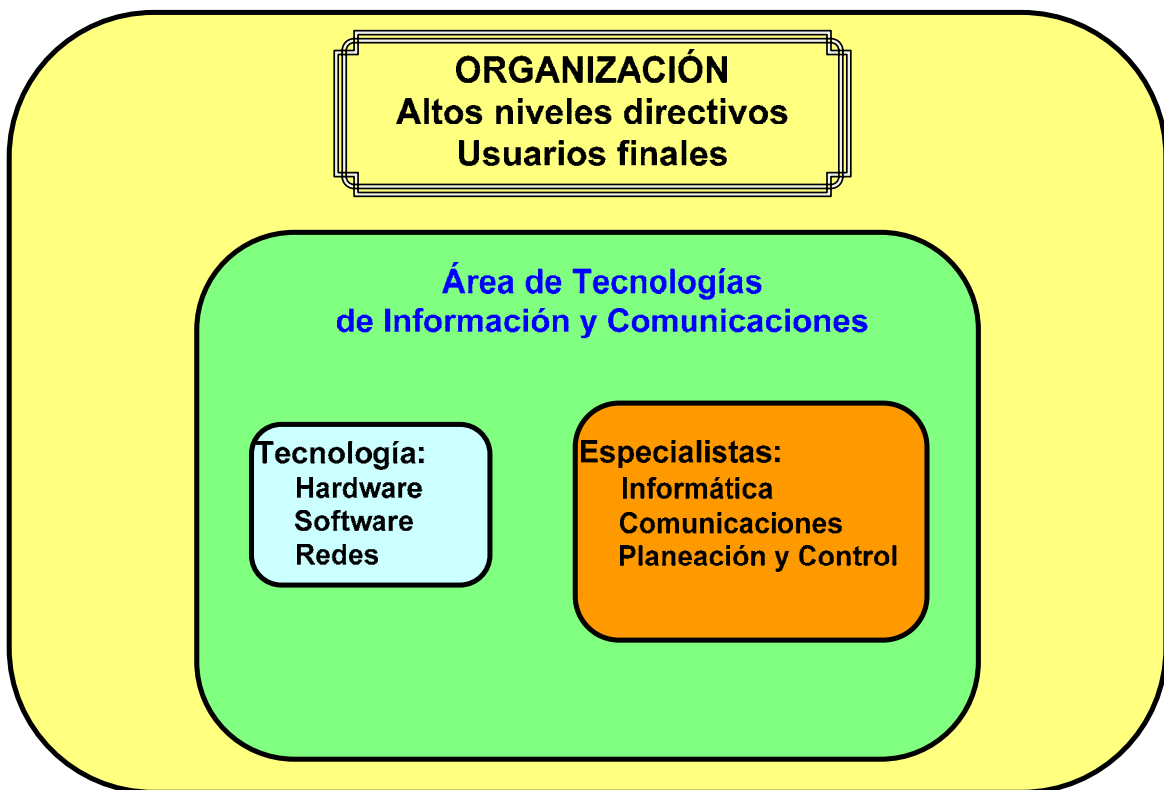 ORGANIZACIÓN
Altos niveles directivos
Usuarios finales
Área de Tecnologías
de Información y Comunicaciones
Tecnología:
Hardware
Software
Redes
Especialistas:
Informática
Comunicaciones
Planeación y Control